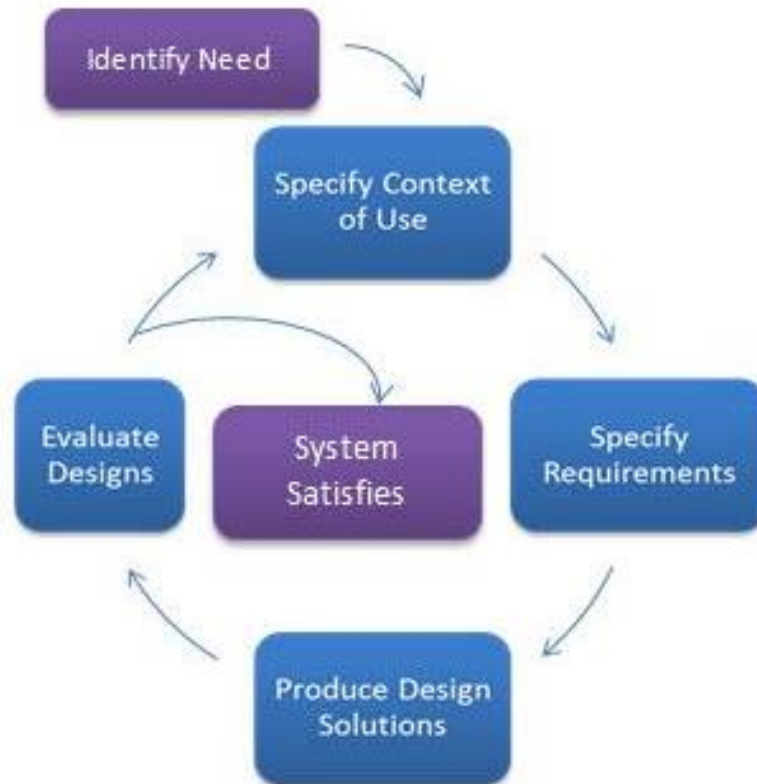 Identify Need
Specify Context
of Use
Evaluate
Designs
System
Satisfies
Specify
Requirements
Produce Design
Solutions